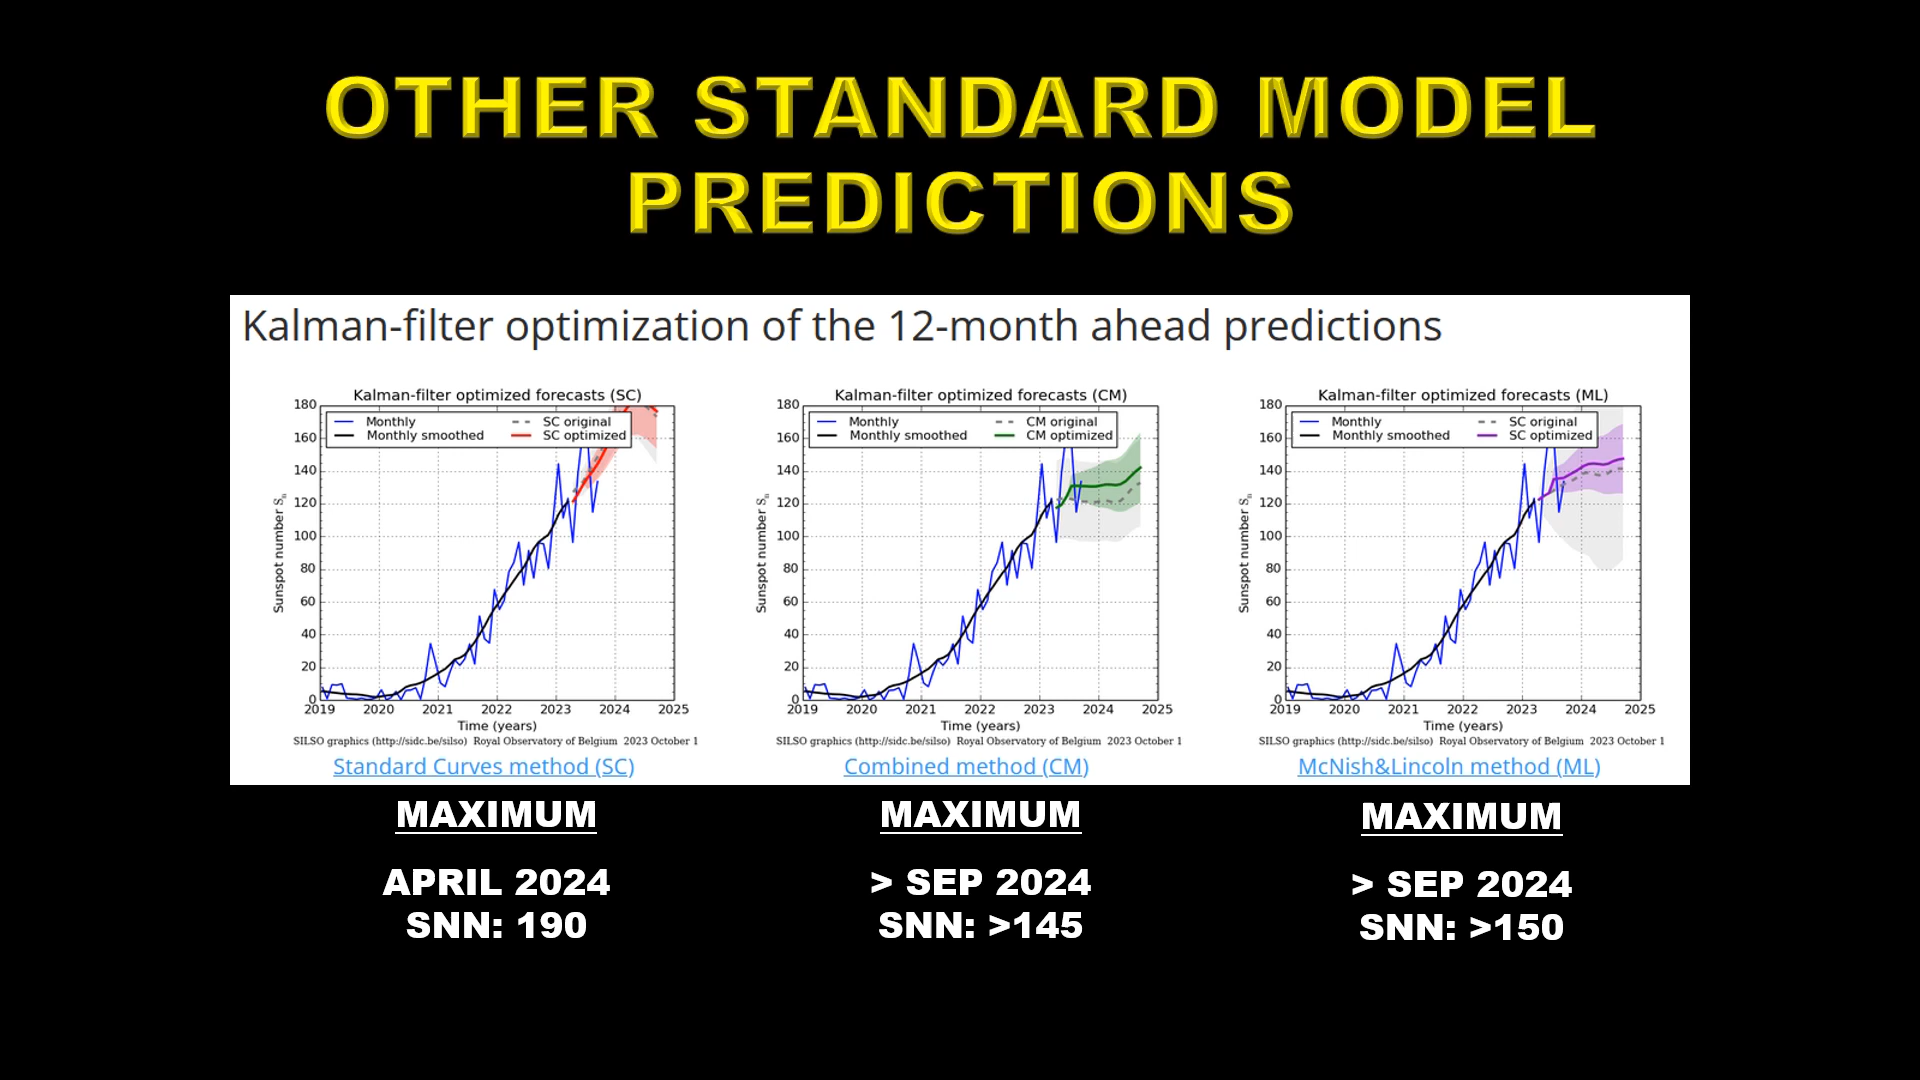 OTHER STANDARD MODEL
PREDICTIONS
Kalman-filter optimization of the 12-month ahead predictions
Kalman-filter optimized forecasts (SC)
Monthly
Monthly smoothed
SC original
SC optimized
Sunspot number Sn
180
160
140
120
100
80
60
40
20
0
2019 2020 2021 2022 2023 2024 2025
Time (years)
SILSO graphics (http://sidc.be/silso) Royal Observatory of Belgium 2023 October 1
Standard Curves method (SC)
Kalman-filter optimized forecasts (CM)
Monthly
Monthly smoothed
CM original
CM optimized
Sunspot number Sn
180
160
140
120
100
80
60
40
20
0
2019 2020 2021 2022 2023 2024 2025
Time (years)
SILSO graphics (http://sidc.be/silso) Royal Observatory of Belgium 2023 October 1
Combined method (CM)
Kalman-filter optimized forecasts (ML)
Monthly
Monthly smoothed
SC original
SC optimized
Sunspot number Sn
180
160
140
120
100
80
60
40
20
0
2019 2020 2021 2022 2023 2024 2025
Time (years)
SILSO graphics (http://sidc.be/silso) Royal Observatory of Belgium 2023 October 1
McNish&Lincoln method (ML)
MAXIMUM
APRIL 2024
SNN: 190
MAXIMUM
> SEP 2024
SNN: >145
MAXIMUM
> SEP 2024
SNN: >150